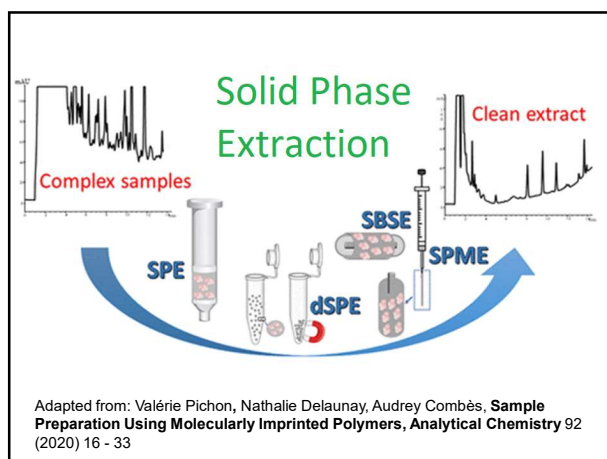 Solid Phase
Extraction
Complex samples
Clean extract
SPE
dSPE
SBSE
SPME
Adapted from: Valérie Pichon, Nathalie Delaunay, Audrey Combès, Sample
Preparation Using Molecularly Imprinted Polymers, Analytical Chemistry 92
(2020) 16 - 33